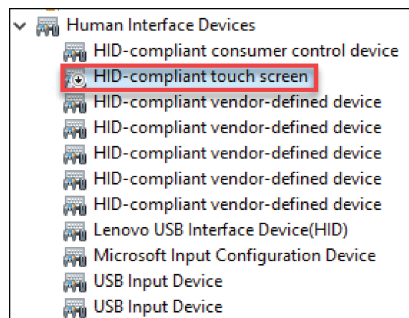 Human Interface Devices
HID-compliant consumer control device
HID-compliant touch screen
HID-compliant vendor-defined device
HID-compliant vendor-defined device
HID-compliant vendor-defined device
HID-compliant vendor-defined device
HID-compliant vendor-defined device
Lenovo USB Interface Device(HID)
Microsoft Input Configuration Device
USB Input Device
USB Input Device